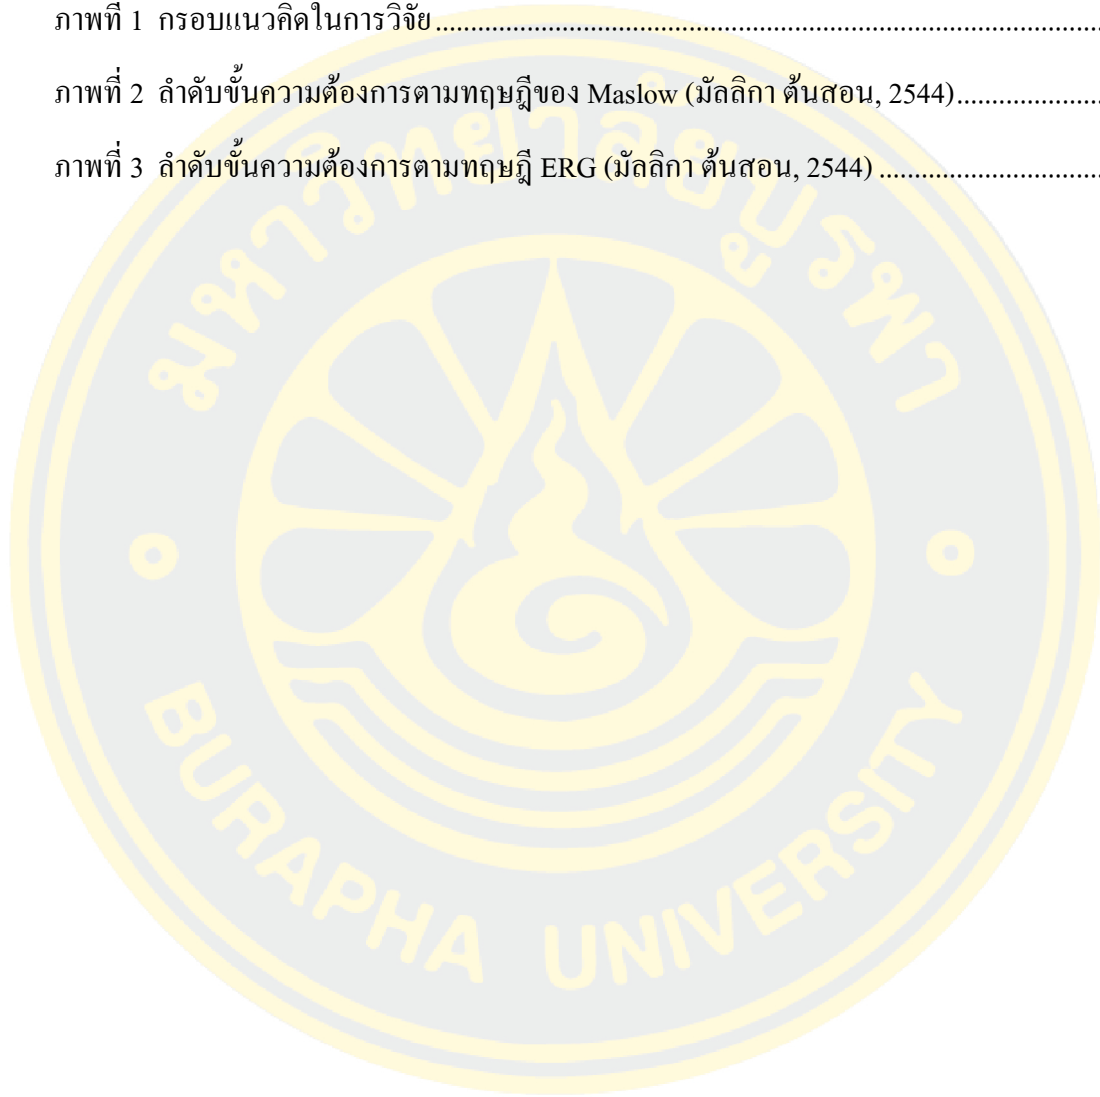 ภาพที่ 1 กรอบแนวคิดในการวิจัย................................................................................................
ภาพที่ 2 ลำดับขั้นความต้องการตามทฤษฎีของ Maslow (มัลลิกา ต้นสอน, 2544).....................
ภาพที่ 3 ลำดับขั้นความต้องการตามทฤษฎี ERG (มัลลิกา ต้นสอน, 2544) ................................
มหาวิทยาลัยบูรพา
BURAPHA UNIVERSITY